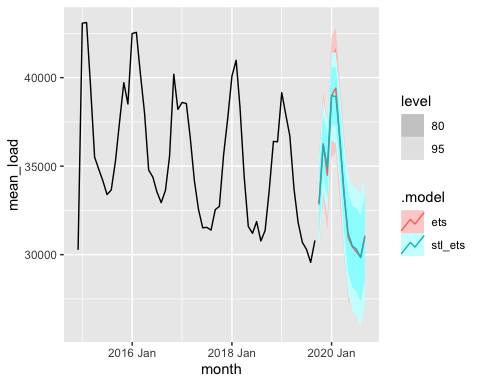 40000
35000
30000
mean_load
2016 Jan
2018 Jan
2020 Jan
month
level
80
95
.model
ets
stl_ets